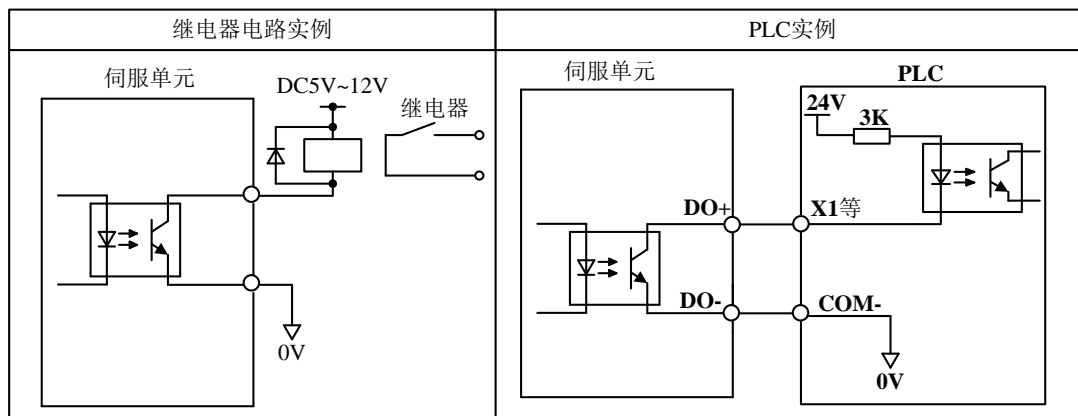 继电器电路实例
PLC实例
伺服单元
DC5V~12V
继电器
0V
伺服单元
PLC
24V
3K
DO+
X1等
DO-
COM-
0V